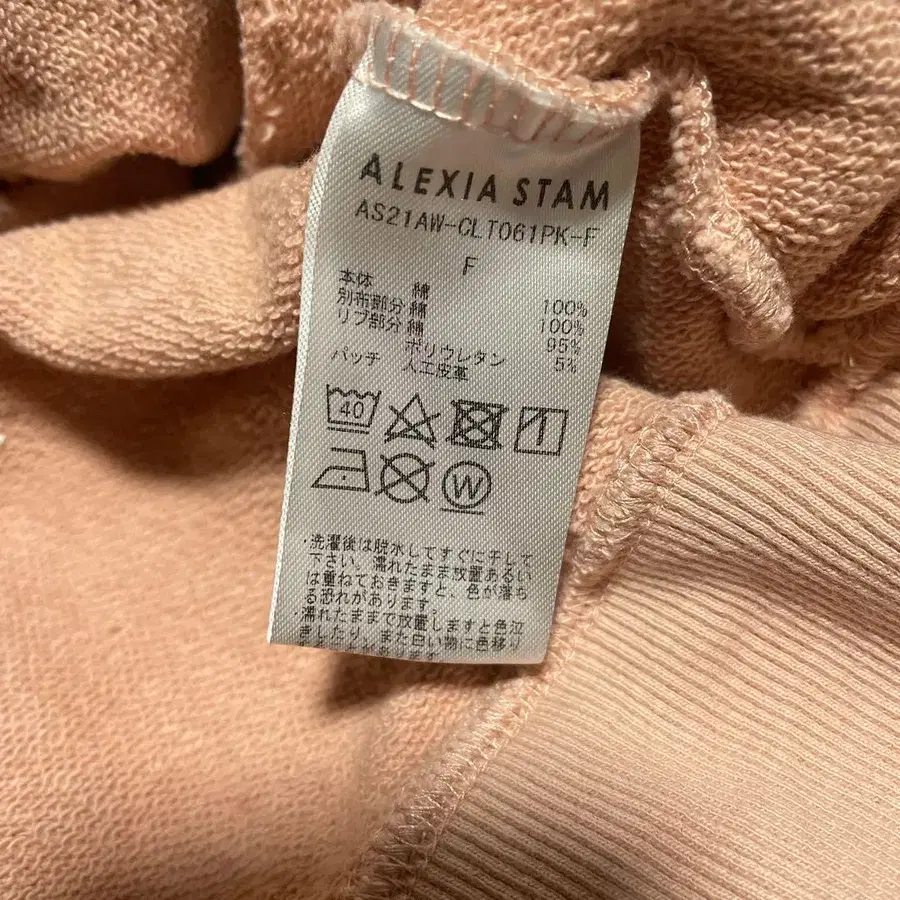 ALEXIA STAM
AS21AW-CLT061PK-F
F
本体 綿 100%
別布部分 綿 100%
リブ部分 綿 95%
ポリウレタン 5%
パッチ 人工皮革
40
W
・洗濯後は脱水してすぐに干して
下さい。濡れたまま放置あるい
は重ねておきますと、色が落ち
る恐れがあります。
・濡れたままで放置しますと色泣
きしたり、また白い物に色移り